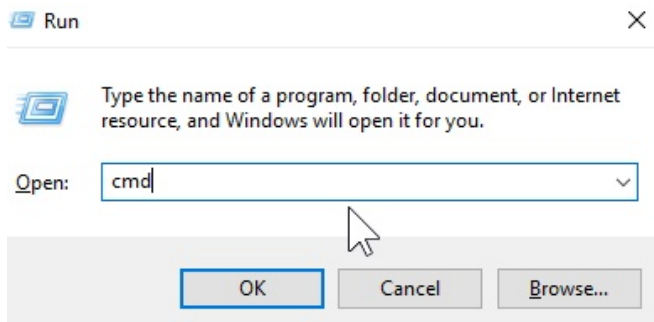 Run
Type the name of a program, folder, document, or Internet
resource, and Windows will open it for you.
Open: cmd
OK Cancel Browse...